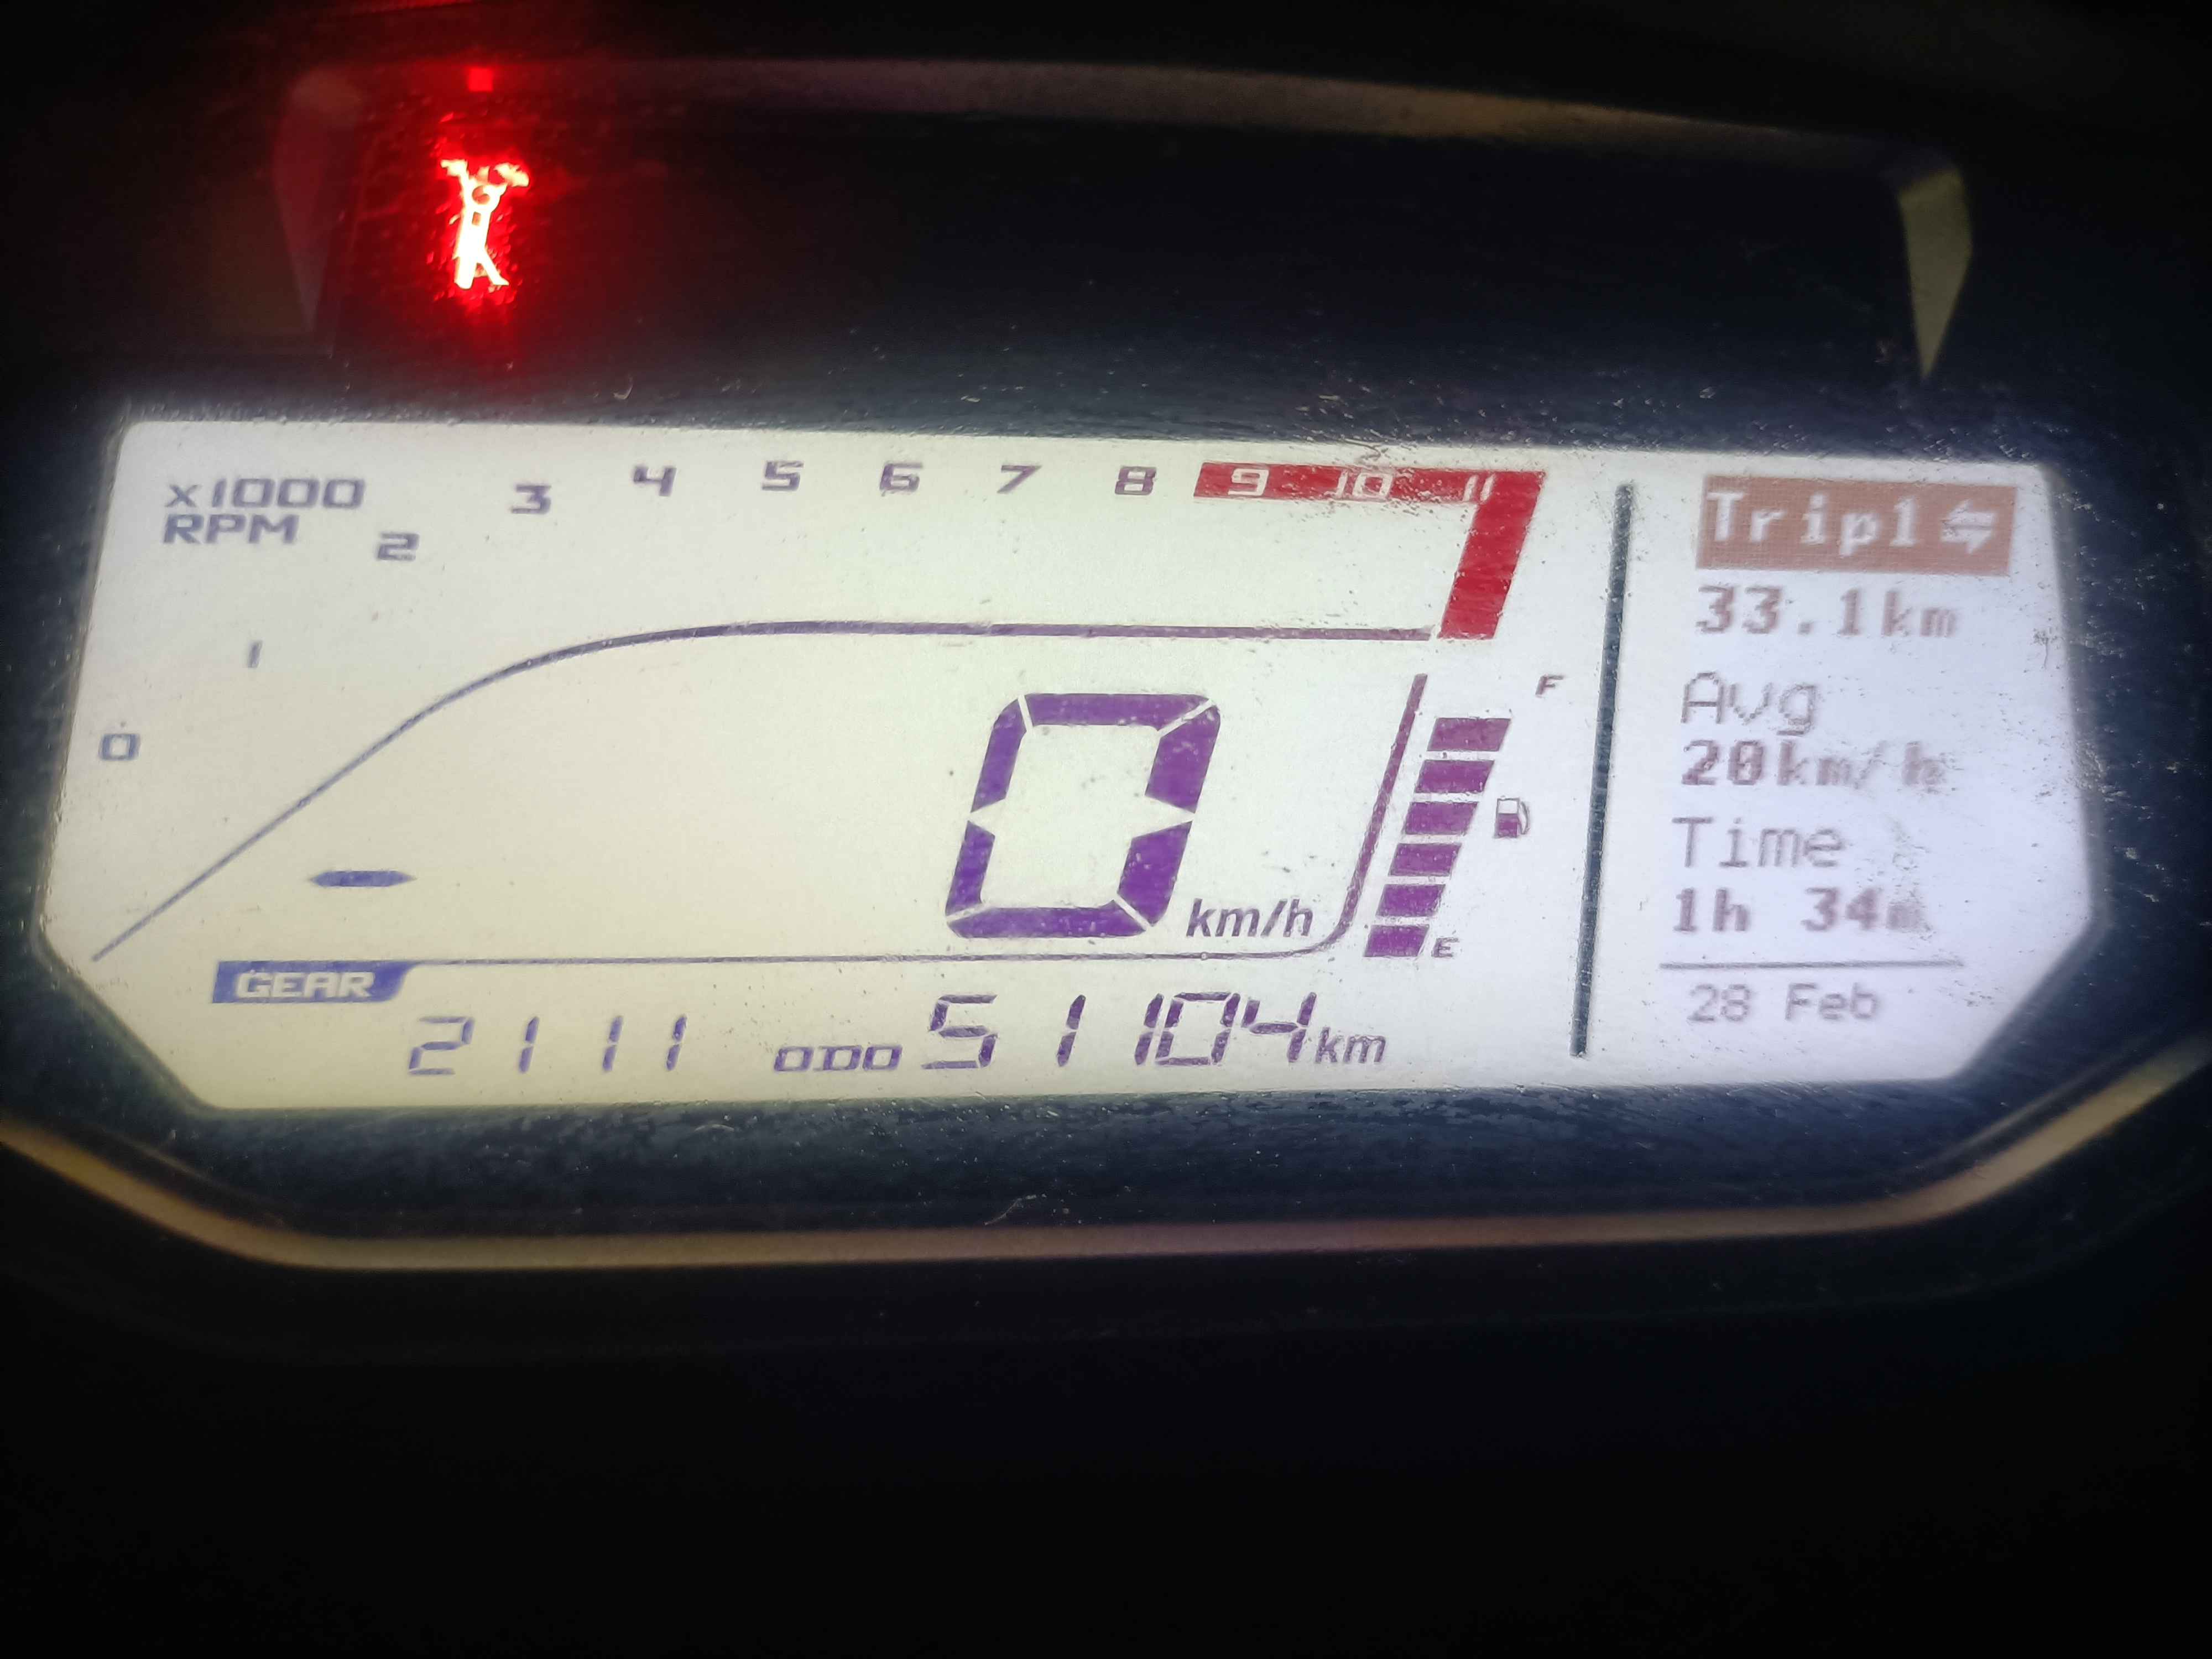 x1000
RPM
0 1 2 3 4 5 6 7 8 9 10 11
Trip1
33.1km
Avg
20km/h
Time
1h 34m
28 Feb
F
0 km/h
E
GEAR
2111 ODO 51104km